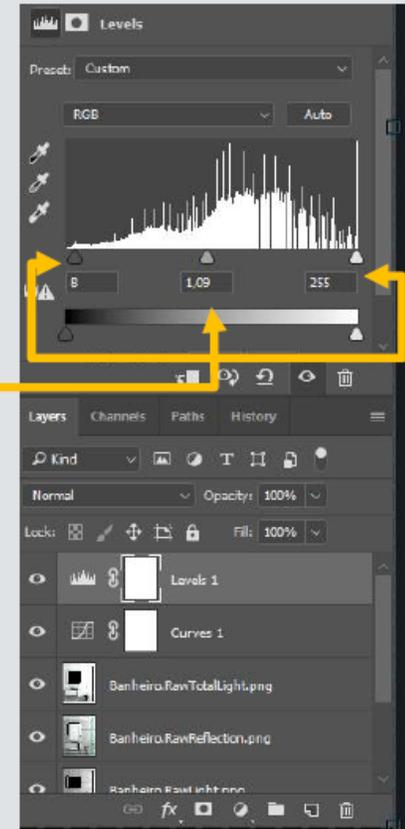 Levels
Preset: Custom
RGB Auto
8 1,09 255
Layers Channels Paths History
Kind T
Normal Opacity: 100%
Lock: Fill: 100%
Levels 1
Curves 1
Banheiro.RawTotalLight.png
Banheiro.RawReflection.png
Banheiro.RawLight.png
fx